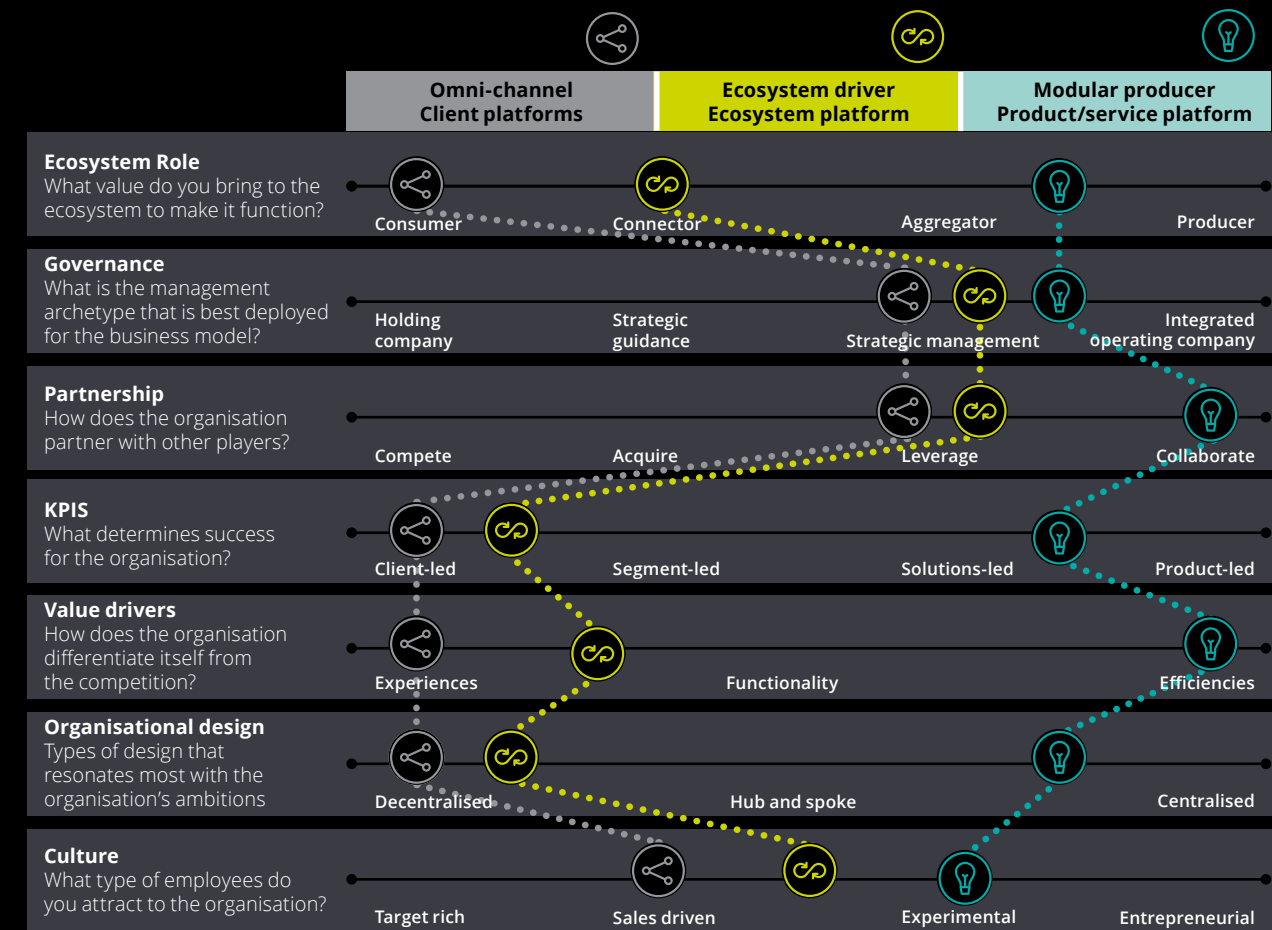 Omni-channel
Client platforms
Ecosystem driver
Ecosystem platform
Modular producer
Product/service platform
Ecosystem Role
What value do you bring to the
ecosystem to make it function?
Consumer
Connector
Aggregator
Producer
Governance
What is the management
archetype that is best deployed
for the business model?
Holding
company
Strategic
guidance
Strategic management
Integrated
operating company
Partnership
How does the organisation
partner with other players?
Compete
Acquire
Leverage
Collaborate
KPIS
What determines success
for the organisation?
Client-led
Segment-led
Solutions-led
Product-led
Value drivers
How does the organisation
differentiate itself from
the competition?
Experiences
Functionality
Efficiencies
Organisational design
Types of design that
resonates most with the
organisation's ambitions
Decentralised
Hub and spoke
Centralised
Culture
What type of employees do
you attract to the organisation?
Target rich
Sales driven
Experimental
Entrepreneurial